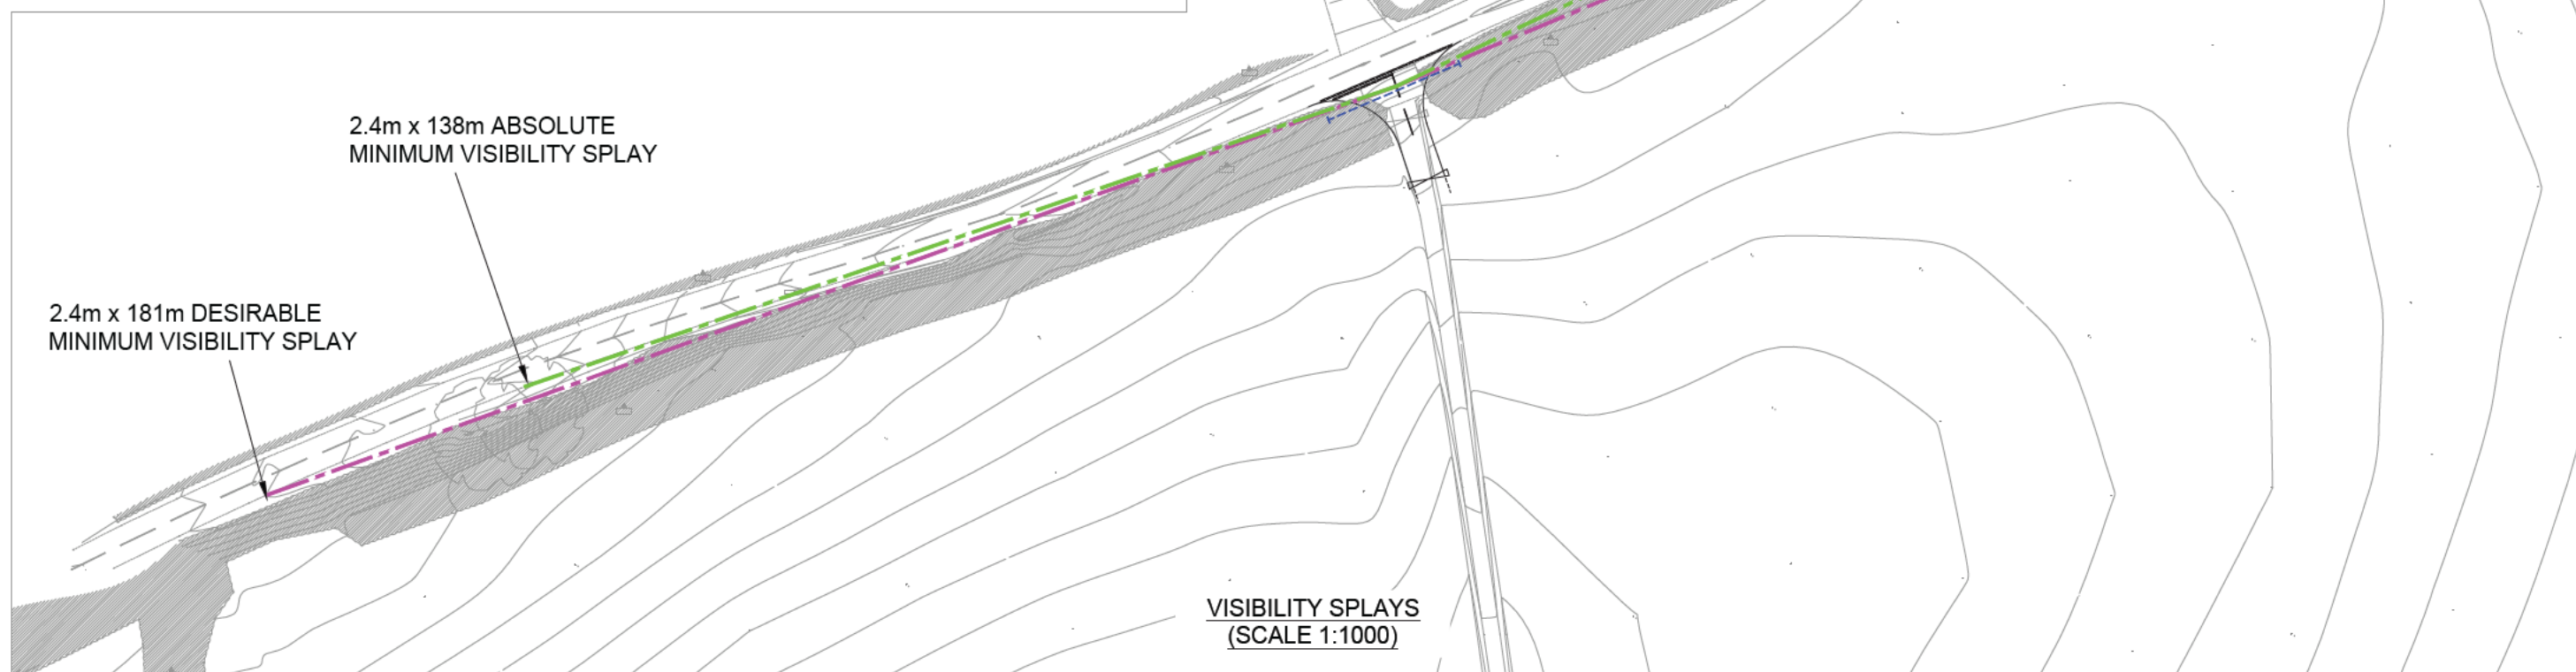 2.4m x 138m ABSOLUTE
MINIMUM VISIBILITY SPLAY
2.4m x 181m DESIRABLE
MINIMUM VISIBILITY SPLAY
VISIBILITY SPLAYS
(SCALE 1:1000)